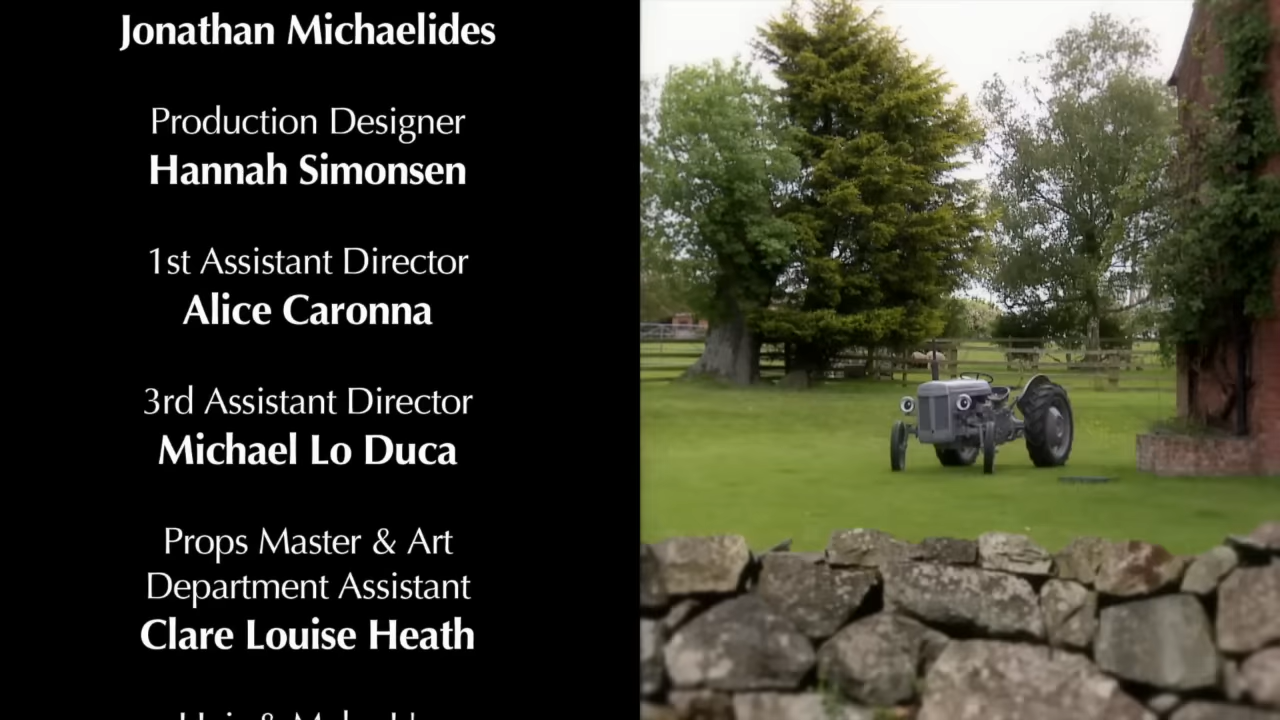 Jonathan Michaelides
Production Designer
Hannah Simonsen
1st Assistant Director
Alice Caronna
3rd Assistant Director
Michael Lo Duca
Props Master & Art
Department Assistant
Clare Louise Heath